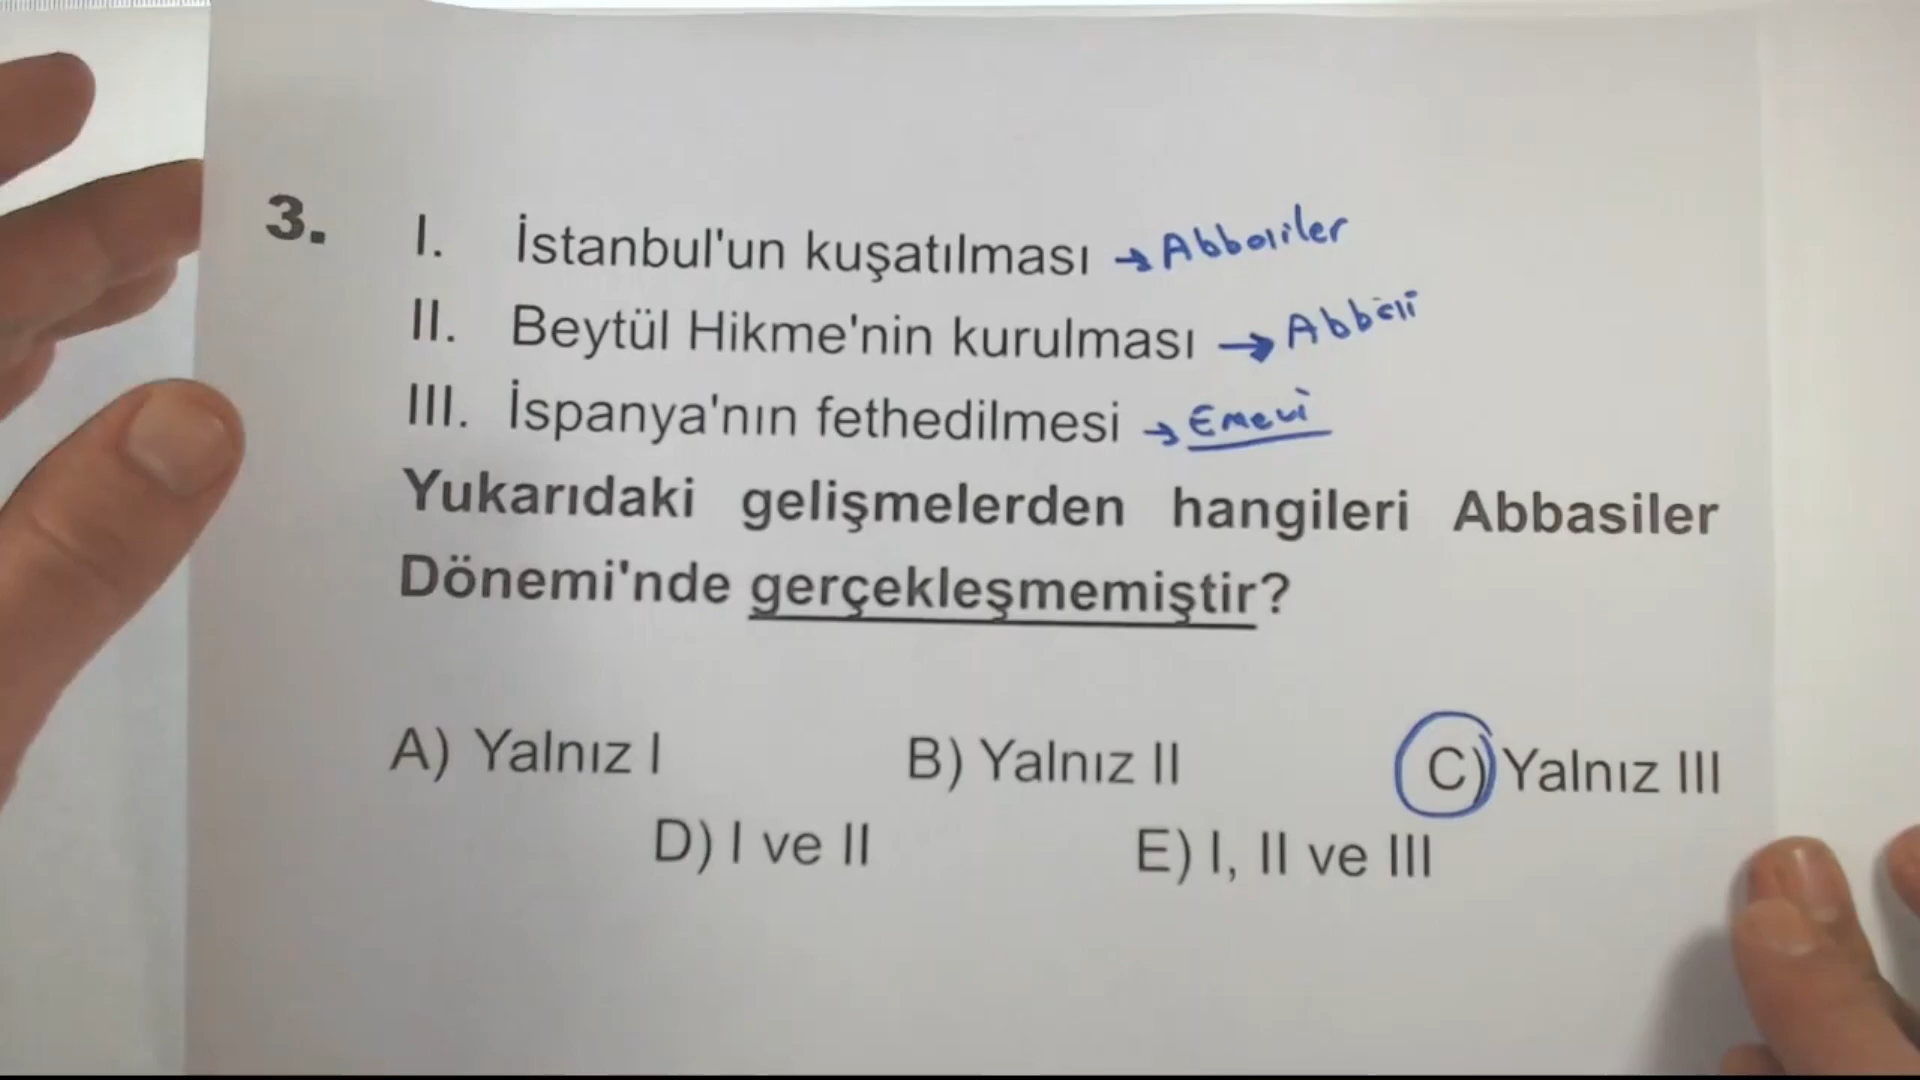 3. I. İstanbul'un kuşatılması → Abbasiler
II. Beytül Hikme'nin kurulması → Abbasi
III. İspanya'nın fethedilmesi → Emevi
Yukarıdaki gelişmelerden hangileri Abbasiler
Dönemi'nde gerçekleşmemiştir?
A) Yalnız I B) Yalnız II C) Yalnız III
D) I ve II E) I, II ve III